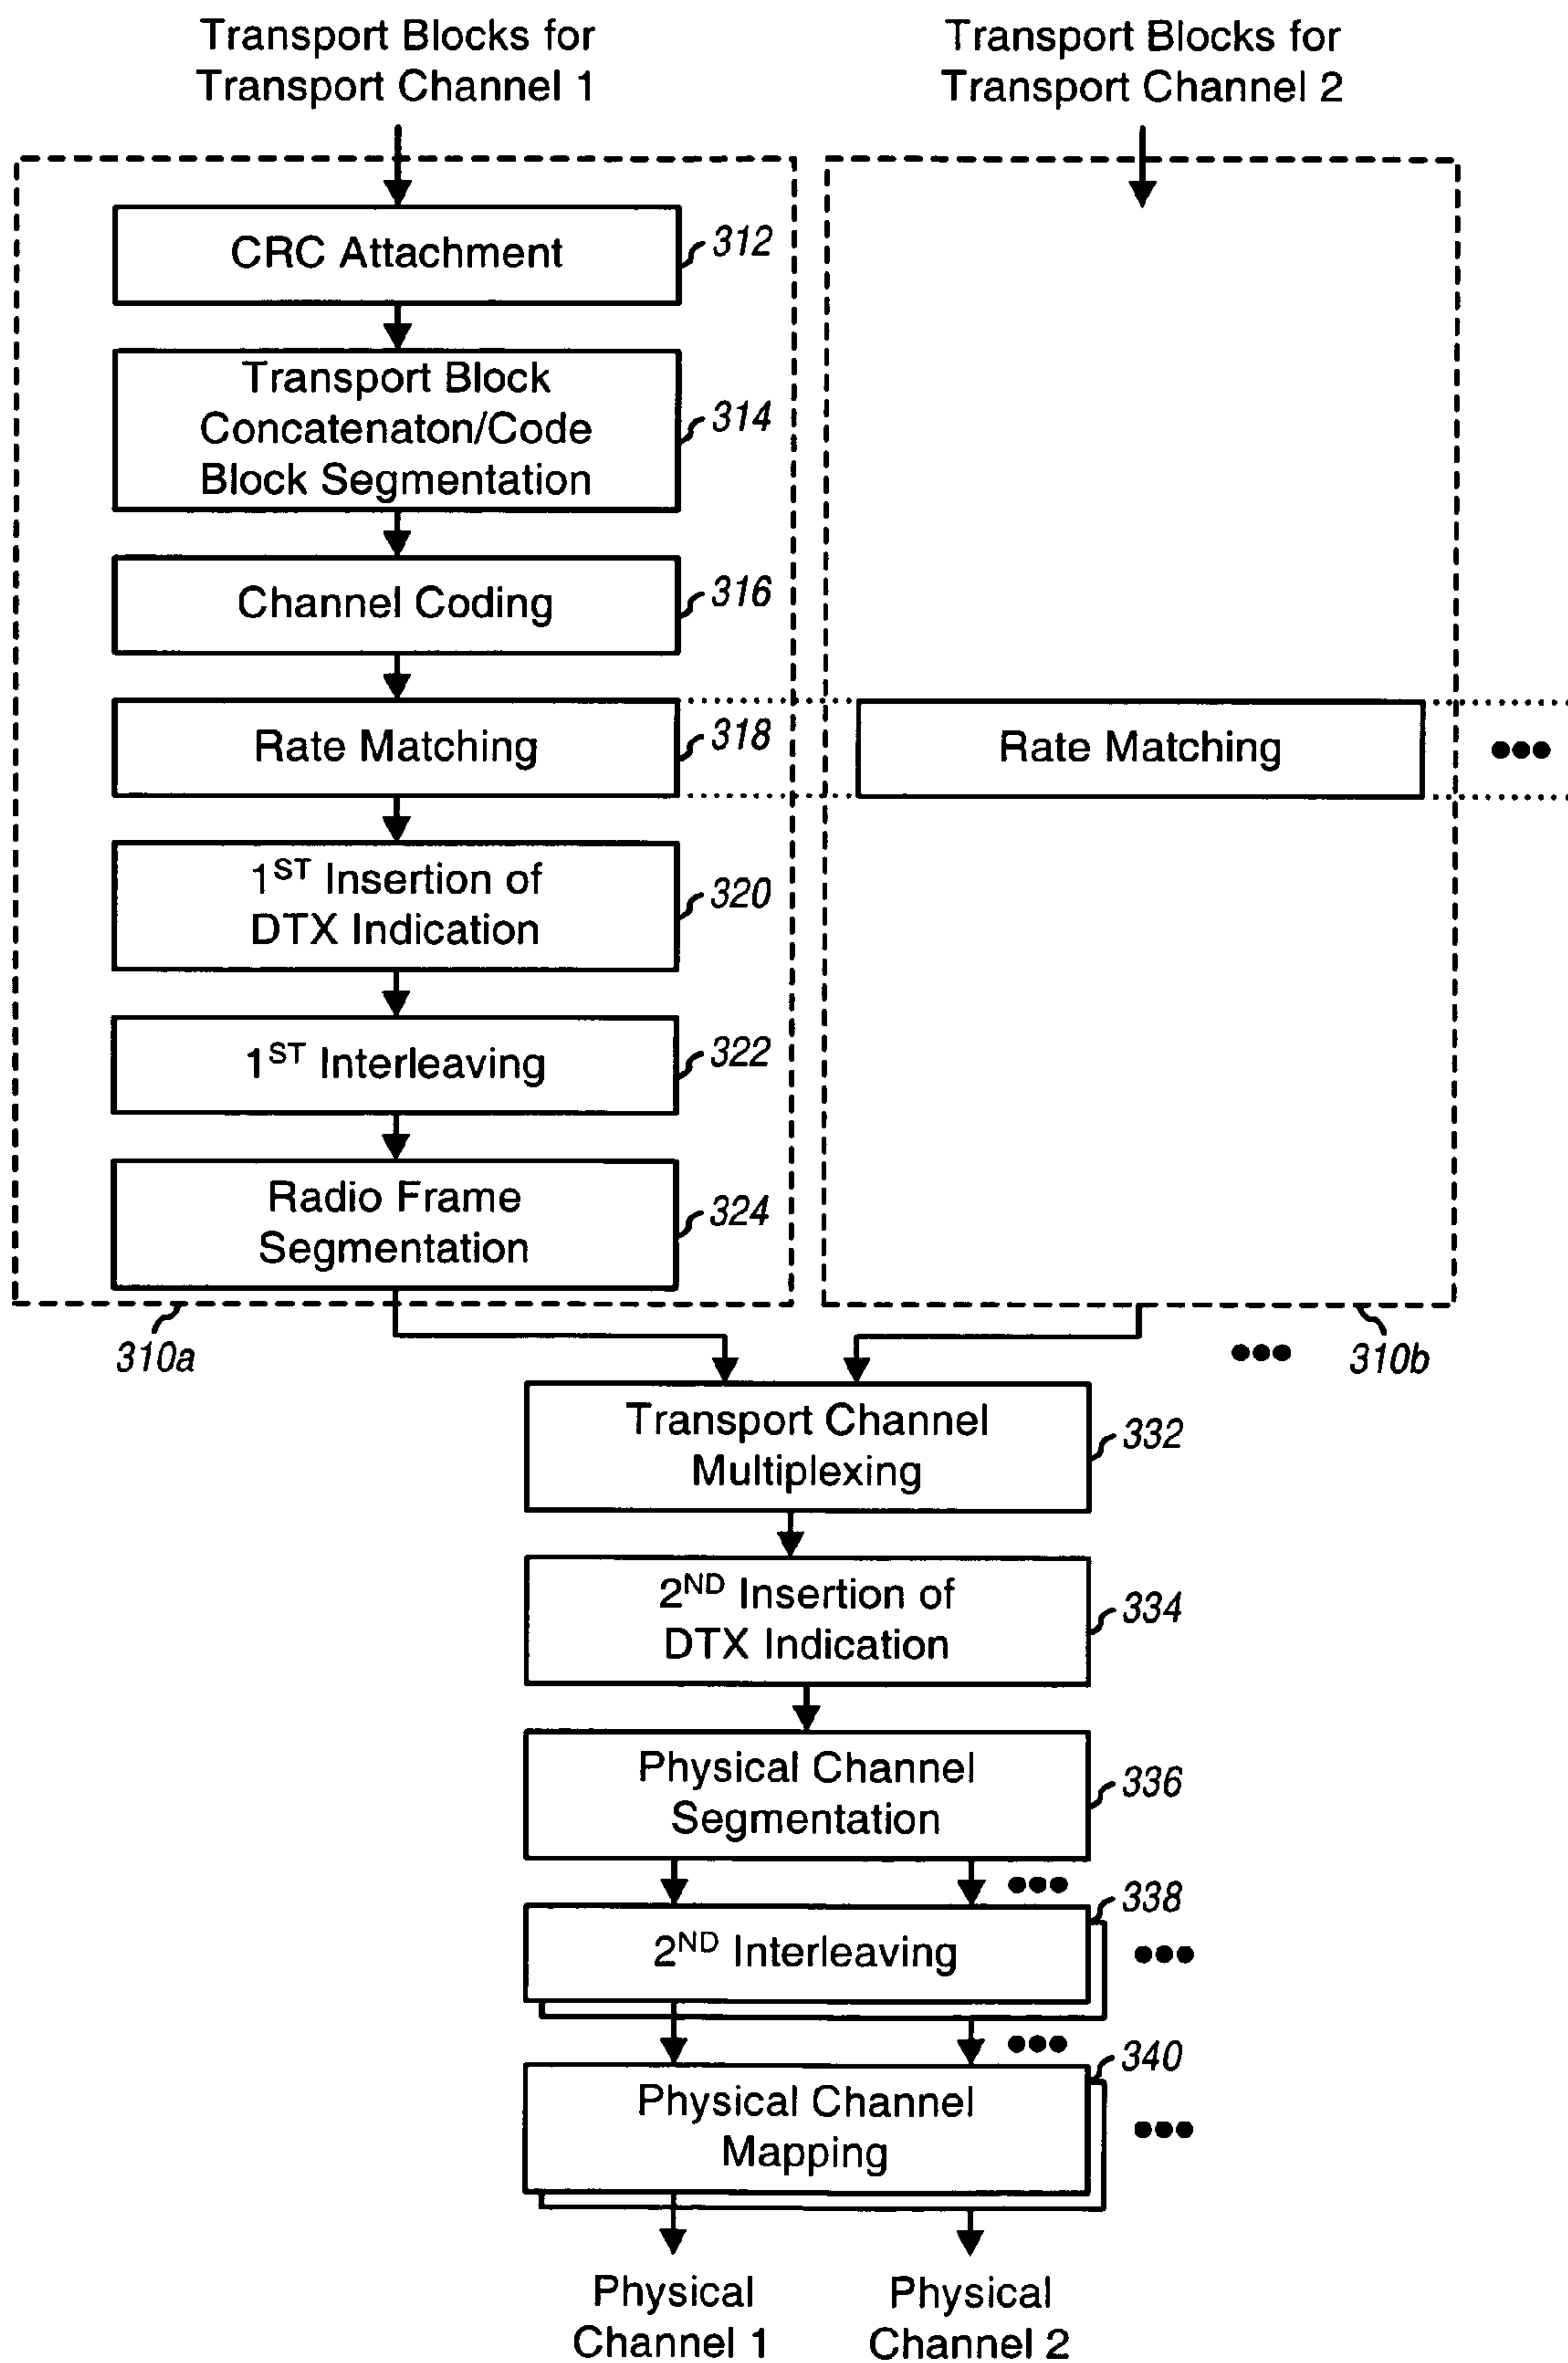 Transport Blocks for
Transport Channel 1
Transport Blocks for
Transport Channel 2
CRC Attachment
312
Transport Block
Concatenaton/Code
Block Segmentation
314
Channel Coding
316
Rate Matching
318
Rate Matching
•••
1ST Insertion of
DTX Indication
320
1ST Interleaving
322
Radio Frame
Segmentation
324
310a
•••
310b
Transport Channel
Multiplexing
332
2ND Insertion of
DTX Indication
334
Physical Channel
Segmentation
336
•••
338
2ND Interleaving
•••
•••
340
Physical Channel
Mapping
•••
Physical
Channel 1
Physical
Channel 2